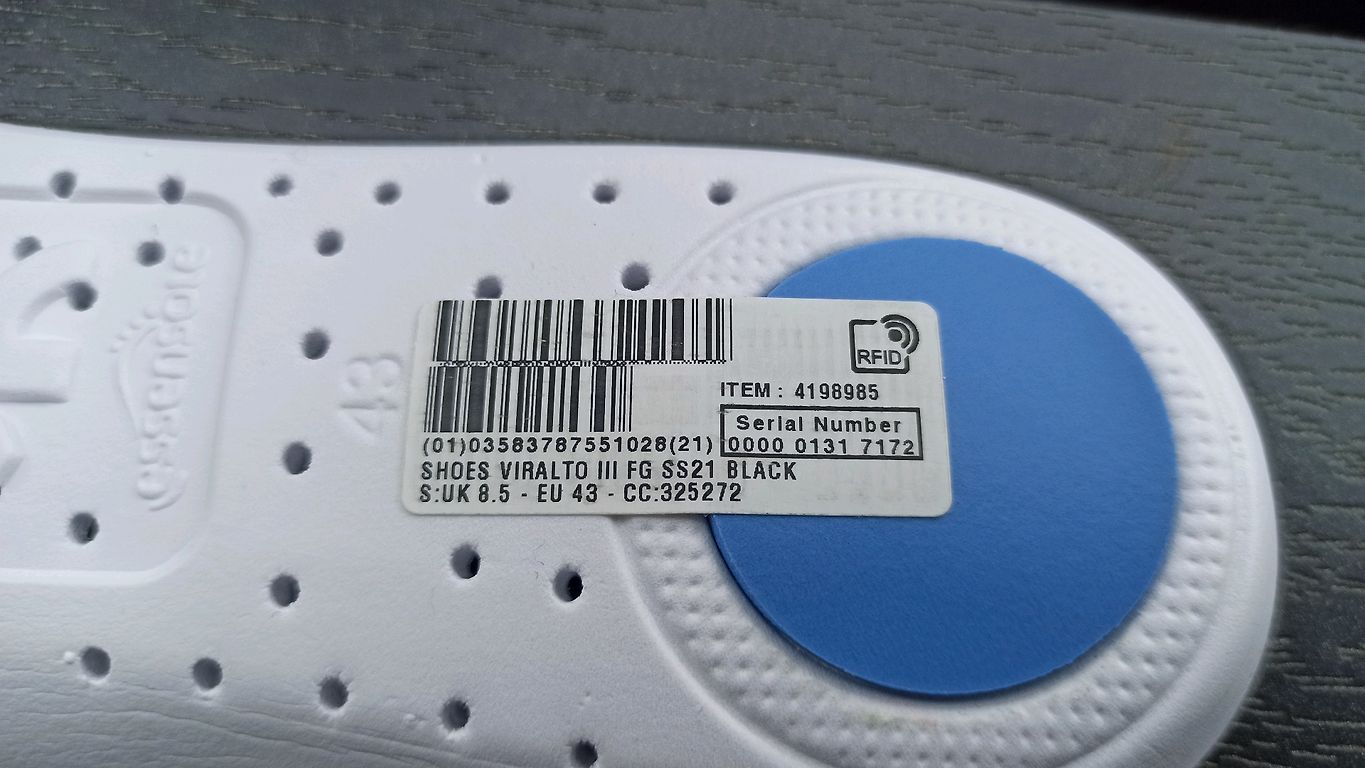 essensole
43
RFID
ITEM : 4198985
Serial Number
(01)03583787551028(21) 0000 0131 7172
SHOES VIRALTO III FG SS21 BLACK
S:UK 8.5 - EU 43 - CC:325272